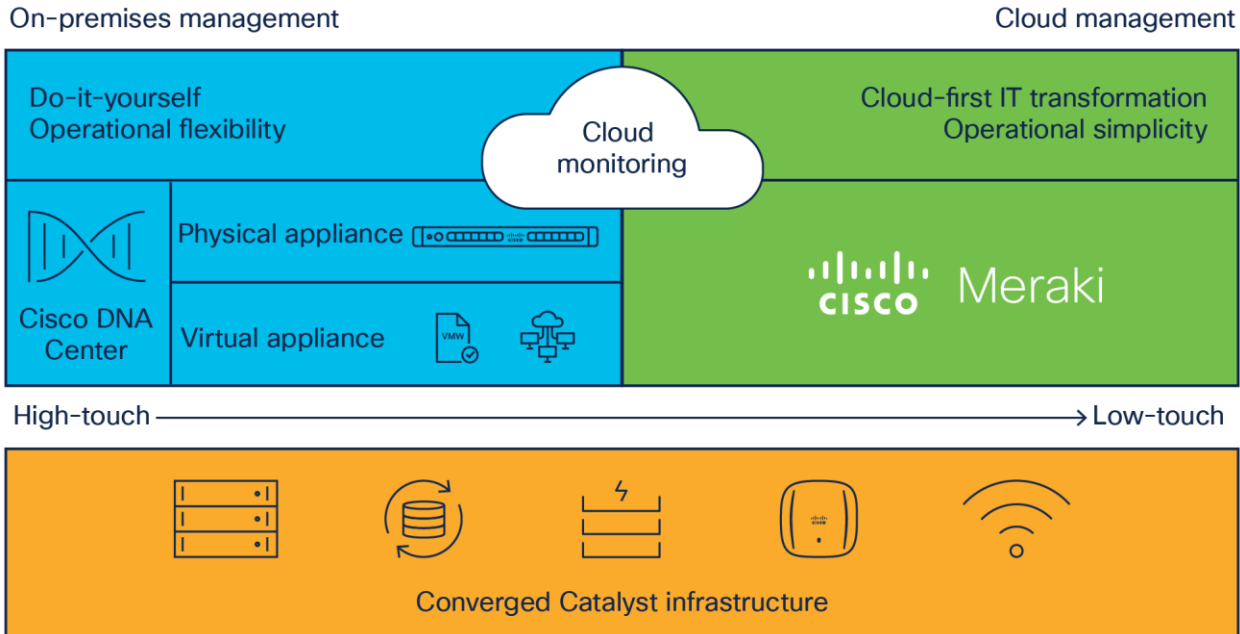 On-premises management
Cloud management
Do-it-yourself
Operational flexibility
Cloud
monitoring
Cloud-first IT transformation
Operational simplicity
Cisco DNA
Center
Physical appliance
Virtual appliance
VMW
CISCO Meraki
High-touch
Low-touch
Converged Catalyst infrastructure